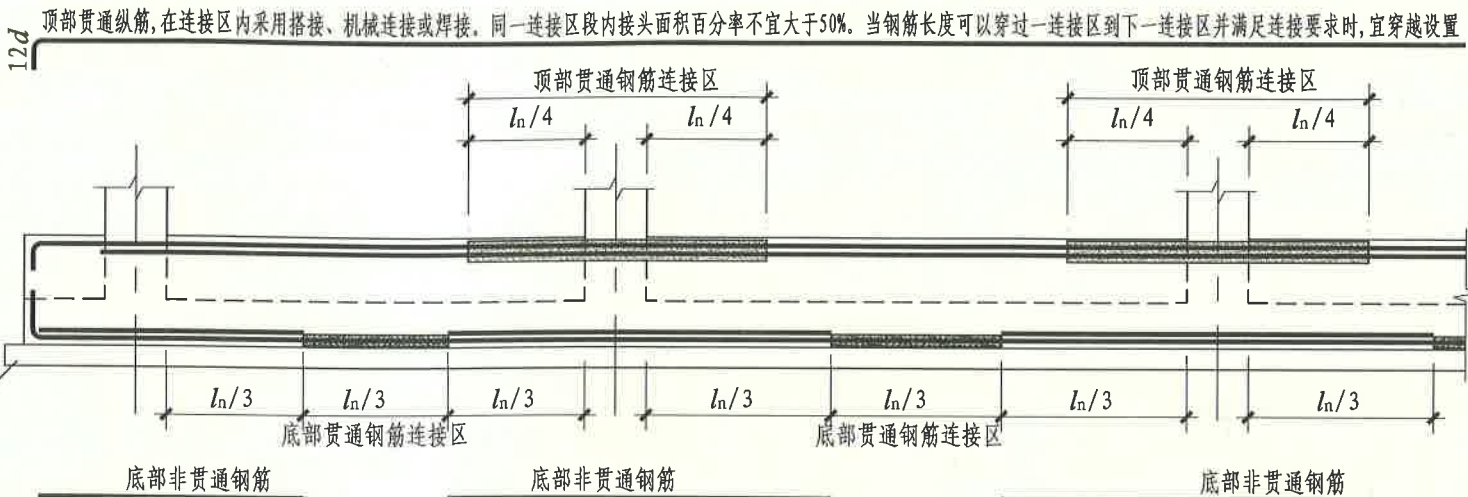 顶部贯通纵筋,在连接区内采用搭接、机械连接或焊接。同一连接区段内接头面积百分率不宜大于50%。当钢筋长度可以穿过一连接区到下一连接区并满足连接要求时,宜穿越设置
12d
顶部贯通钢筋连接区 顶部贯通钢筋连接区
ln/4 ln/4 ln/4 ln/4
ln/3 ln/3 ln/3 ln/3 ln/3 ln/3 ln/3
底部贯通钢筋连接区 底部贯通钢筋连接区
底部非贯通钢筋 底部非贯通钢筋 底部非贯通钢筋